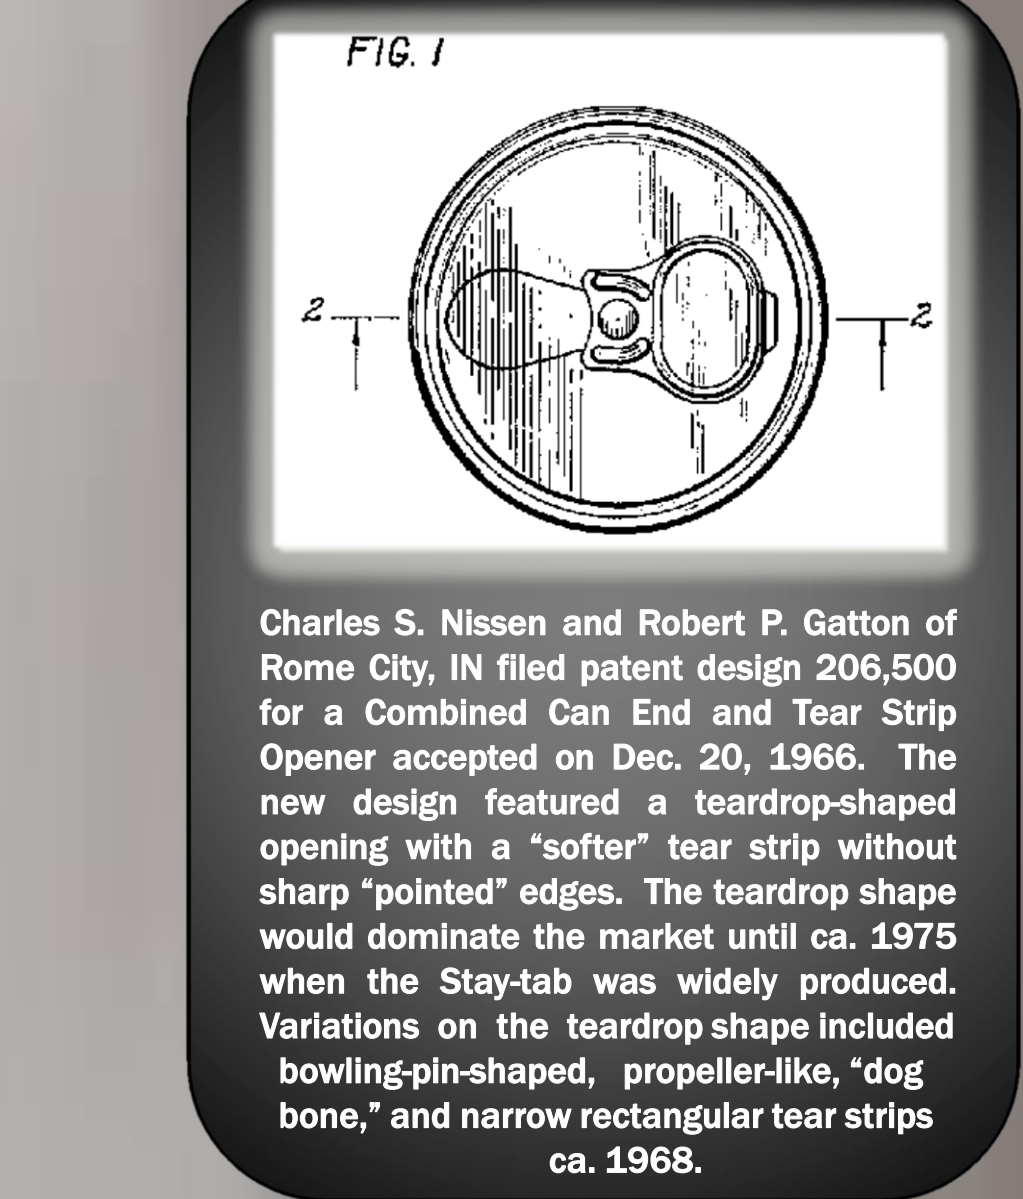 FIG. 1
2 2
Charles S. Nissen and Robert P. Gatton of
Rome City, IN filed patent design 206,500
for a Combined Can End and Tear Strip
Opener accepted on Dec. 20, 1966. The
new design featured a teardrop-shaped
opening with a “softer” tear strip without
sharp “pointed” edges. The teardrop shape
would dominate the market until ca. 1975
when the Stay-tab was widely produced.
Variations on the teardrop shape included
bowling-pin-shaped, propeller-like, “dog
bone,” and narrow rectangular tear strips
ca. 1968.